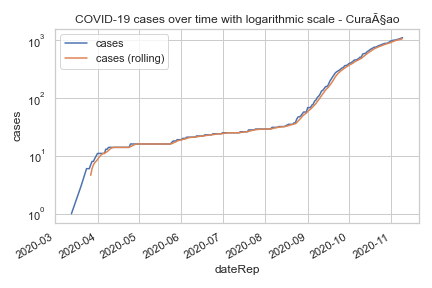 COVID-19 cases over time with logarithmic scale - CuraÃ§ao
cases
cases (rolling)
10³
10²
10¹
10⁰
cases
2020-03
2020-04
2020-05
2020-06
2020-07
2020-08
2020-09
2020-10
2020-11
dateRep